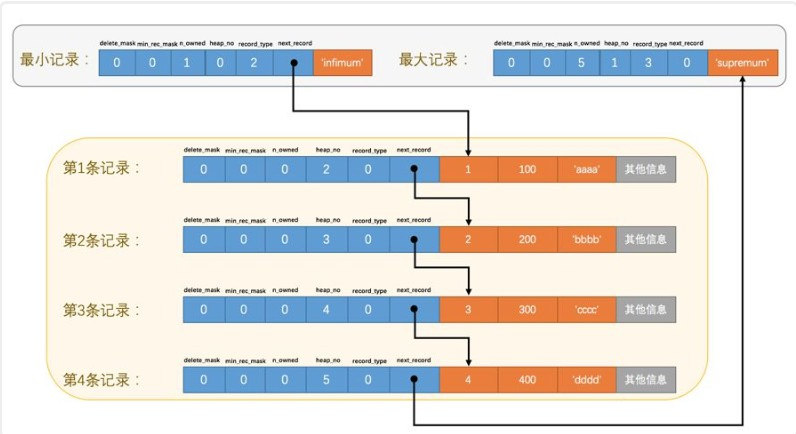 delete_mask min_rec_mask n_owned heap_no record_type next_record
最小记录： 0 0 1 0 2 'infimum'
delete_mask min_rec_mask n_owned heap_no record_type next_record
最大记录： 0 0 5 1 3 0 'supremum'
delete_mask min_rec_mask n_owned heap_no record_type next_record
第1条记录： 0 0 0 2 0 1 100 'aaaa' 其他信息
delete_mask min_rec_mask n_owned heap_no record_type next_record
第2条记录： 0 0 0 3 0 2 200 'bbbb' 其他信息
delete_mask min_rec_mask n_owned heap_no record_type next_record
第3条记录： 0 0 0 4 0 3 300 'cccc' 其他信息
delete_mask min_rec_mask n_owned heap_no record_type next_record
第4条记录： 0 0 0 5 0 4 400 'dddd' 其他信息